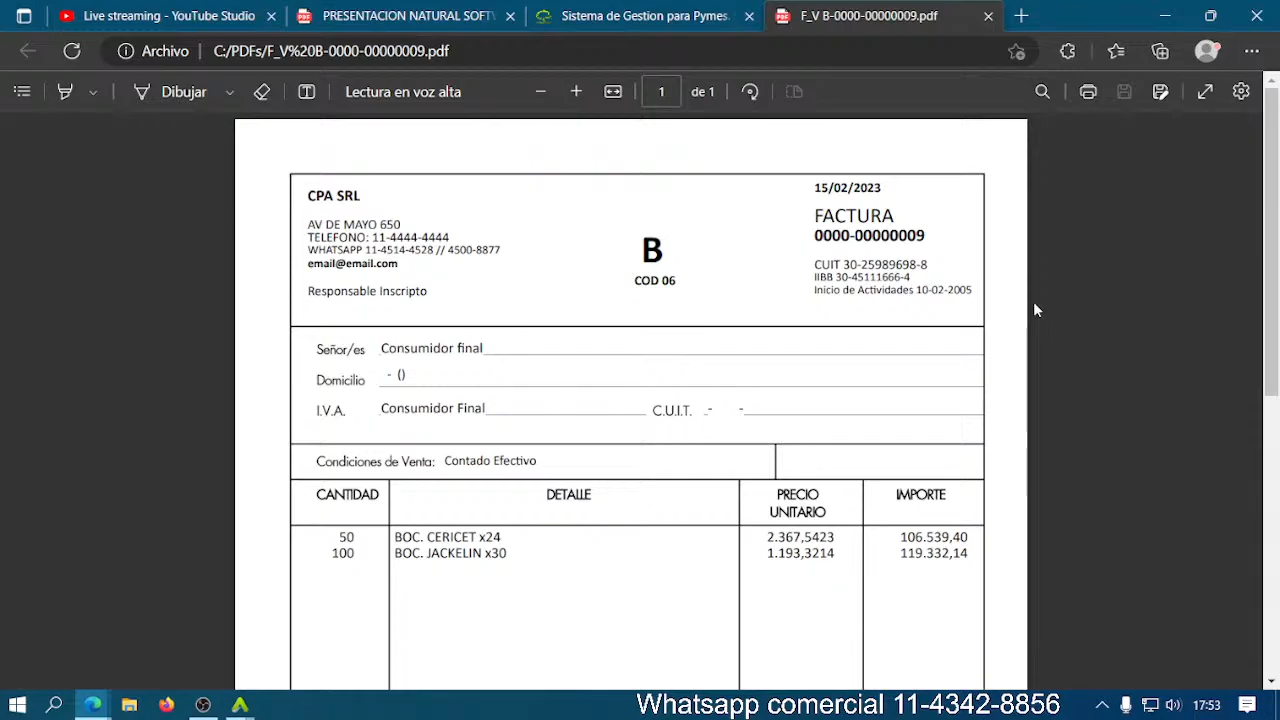 Live streaming - YouTube Studio
PRESENTACION NATURAL SOFTV
Sistema de Gestion para Pymes.
F_V B-0000-00000009.pdf
Archivo
C:/PDFs/F_V%20B-0000-00000009.pdf
Dibujar
Lectura en voz alta
1
de 1
CPA SRL
AV DE MAYO 650
TELEFONO: 11-4444-4444
WHATSAPP 11-4514-4528 // 4500-8877
email@email.com
Responsable Inscripto
B
COD 06
15/02/2023
FACTURA
0000-00000009
CUIT 30-25989698-8
IIBB 30-45111666-4
Inicio de Actividades 10-02-2005
Señor/es Consumidor final
Domicilio - ()
I.V.A. Consumidor Final C.U.I.T. - -
Condiciones de Venta: Contado Efectivo
CANTIDAD DETALLE PRECIO UNITARIO IMPORTE
50 BOC. CERICET x24 2.367,5423 106.539,40
100 BOC. JACKELIN x30 1.193,3214 119.332,14
Whatsapp comercial 11-4342-8856
17:53